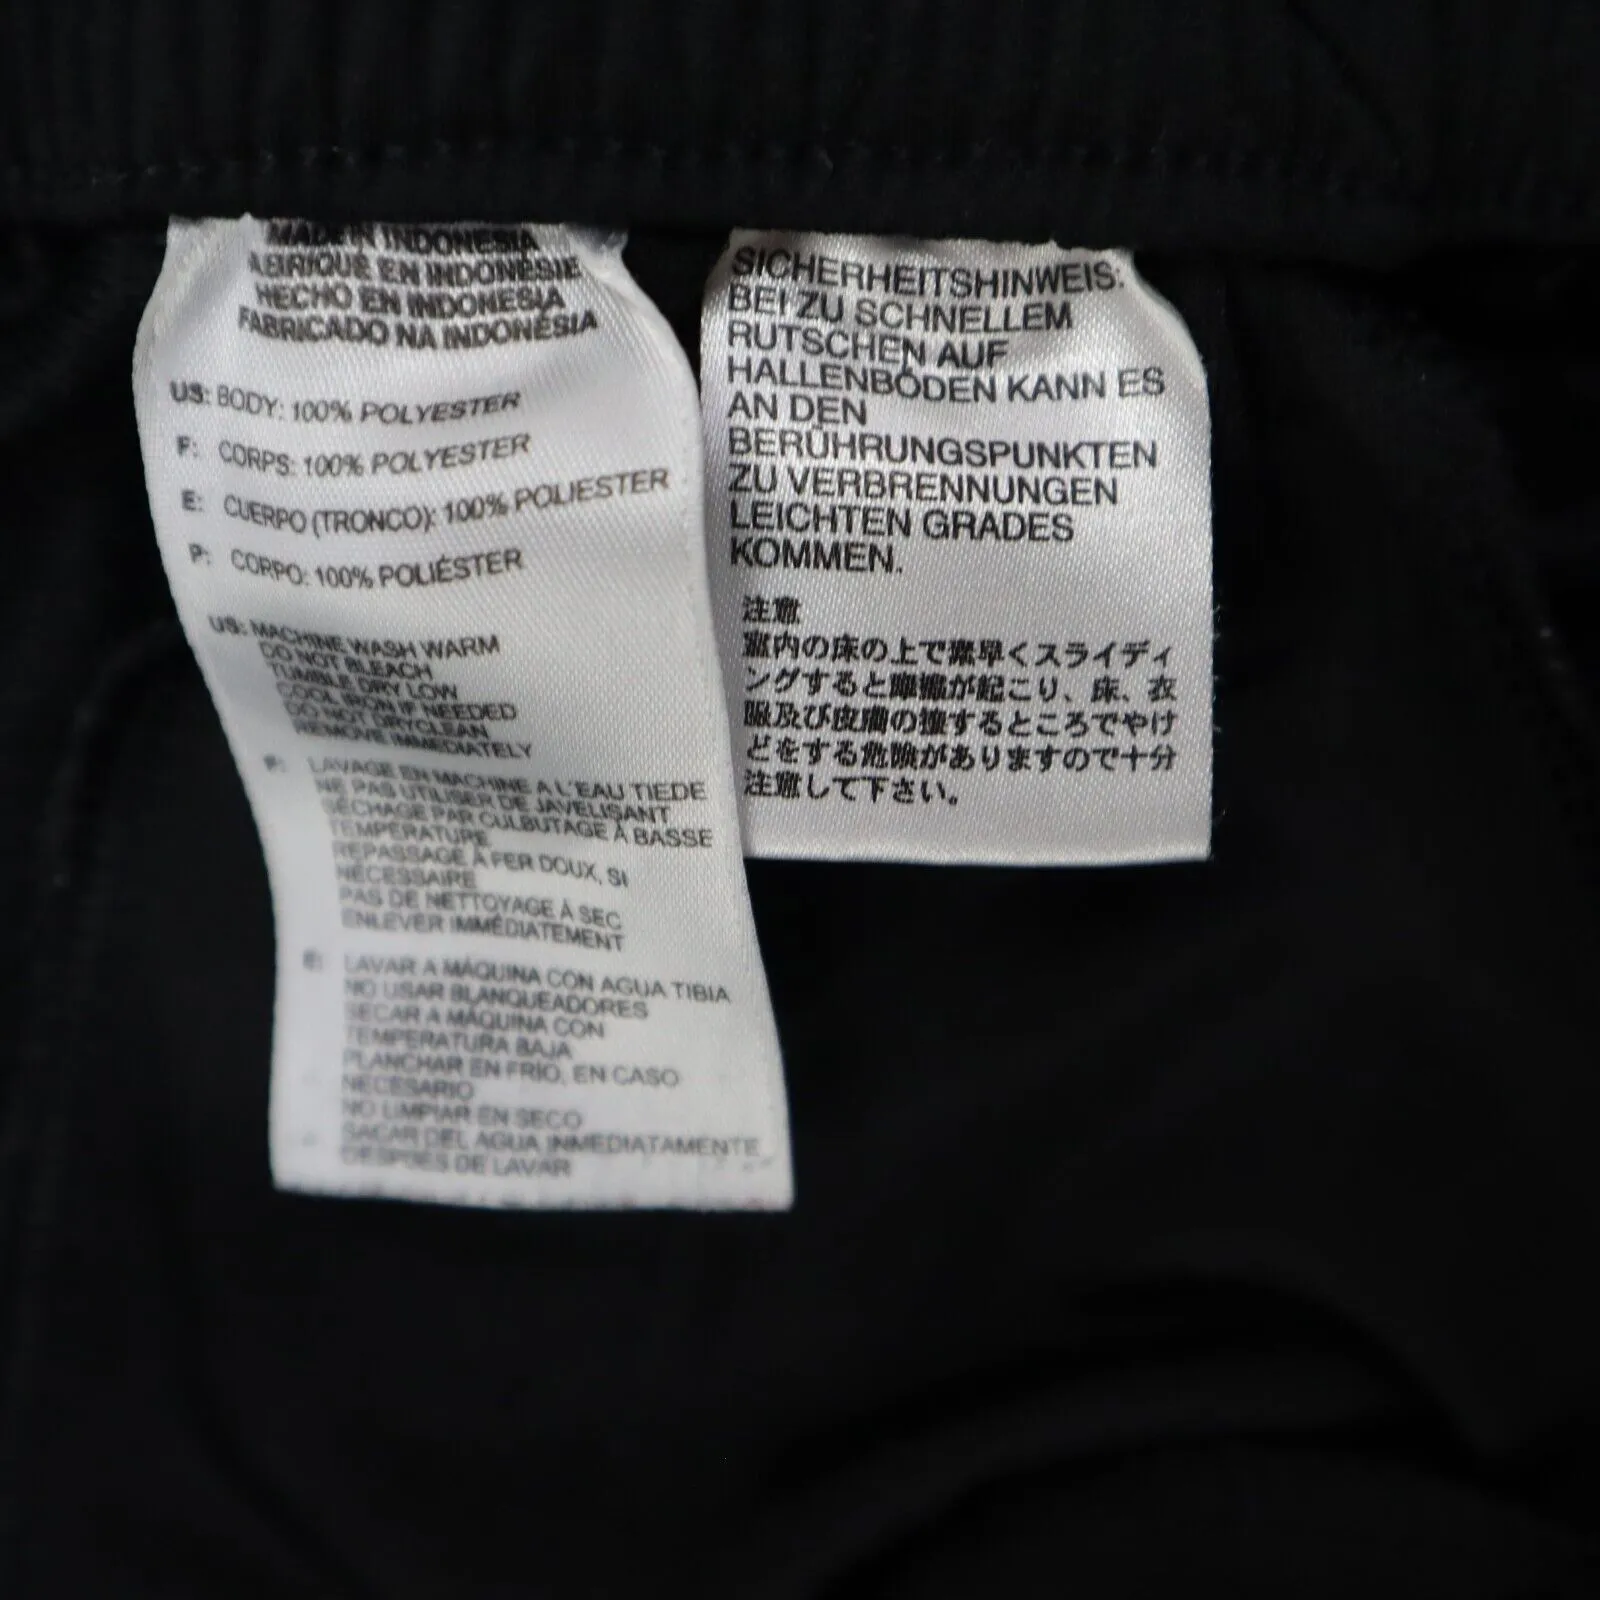 MADE IN INDONESIA
FABRIQUÉ EN INDONÉSIE
HECHO EN INDONESIA
FABRICADO NA INDONÉSIA
US: BODY: 100% POLYESTER
F: CORPS: 100% POLYESTER
E: CUERPO (TRONCO): 100% POLIESTER
P: CORPO: 100% POLIÉSTER
US: MACHINE WASH WARM
DO NOT BLEACH
TUMBLE DRY LOW
COOL IRON IF NEEDED
DO NOT DRYCLEAN
REMOVE IMMEDIATELY
F: LAVAGE EN MACHINE A L'EAU TIEDE
NE PAS UTILISER DE JAVELISANT
SÉCHAGE PAR CULBUTAGE À BASSE
TEMPÉRATURE
REPASSAGE À FER DOUX, SI
NÉCESSAIRE
PAS DE NETTOYAGE À SEC
ENLEVER IMMÉDIATEMENT
E: LAVAR A MÁQUINA CON AGUA TIBIA
NO USAR BLANQUEADORES
SECAR A MÁQUINA CON
TEMPERATURA BAJA
PLANCHAR EN FRÍO, EN CASO
NECESARIO
NO LIMPIAR EN SECO
SACAR DEL AGUA INMEDIATAMENTE
DESPUES DE LAVAR
SICHERHEITSHINWEIS:
BEI ZU SCHNELLEM
RUTSCHEN AUF
HALLENBÖDEN KANN ES
AN DEN
BERÜHRUNGSPUNKTEN
ZU VERBRENNUNGEN
LEICHTEN GRADES
KOMMEN.
注意
室内の床の上で素早くスライディ
ングすると摩擦が起こり、床、衣
服及び皮膚の接するところでやけ
どをする危険がありますので十分
注意して下さい。